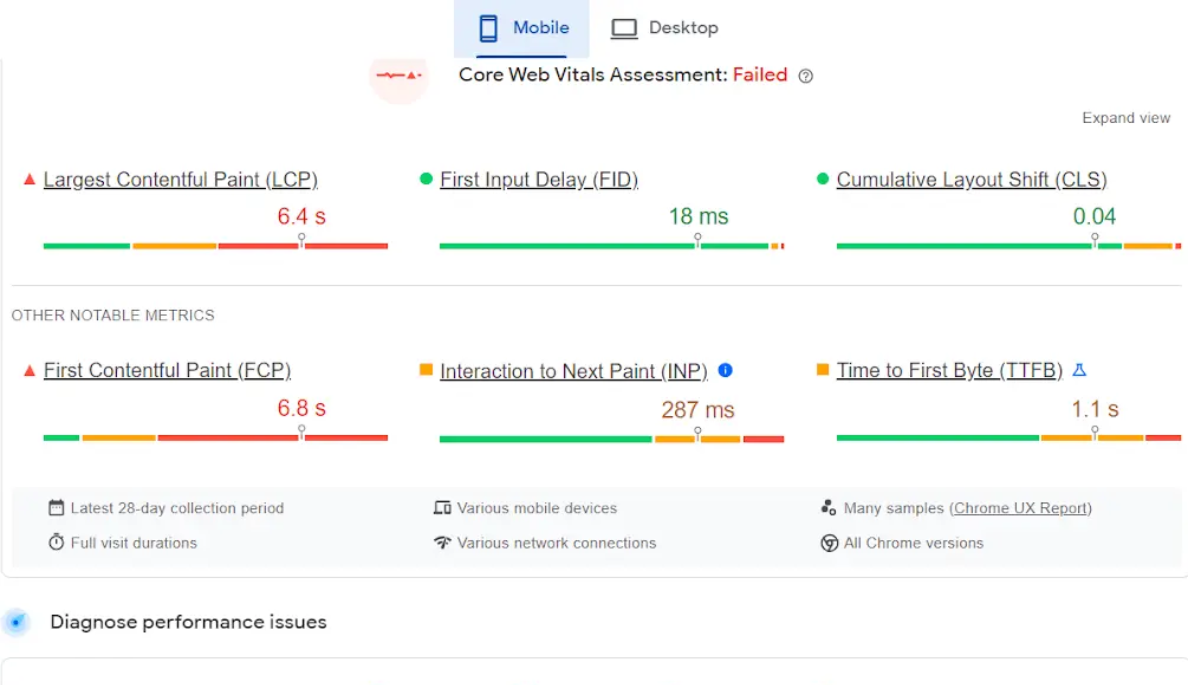 Mobile Desktop
Core Web Vitals Assessment: Failed
Expand view
Largest Contentful Paint (LCP) First Input Delay (FID) Cumulative Layout Shift (CLS)
6.4 s 18 ms 0.04
OTHER NOTABLE METRICS
First Contentful Paint (FCP) Interaction to Next Paint (INP) Time to First Byte (TTFB)
6.8 s 287 ms 1.1 s
Latest 28-day collection period Various mobile devices Many samples (Chrome UX Report)
Full visit durations Various network connections All Chrome versions
Diagnose performance issues